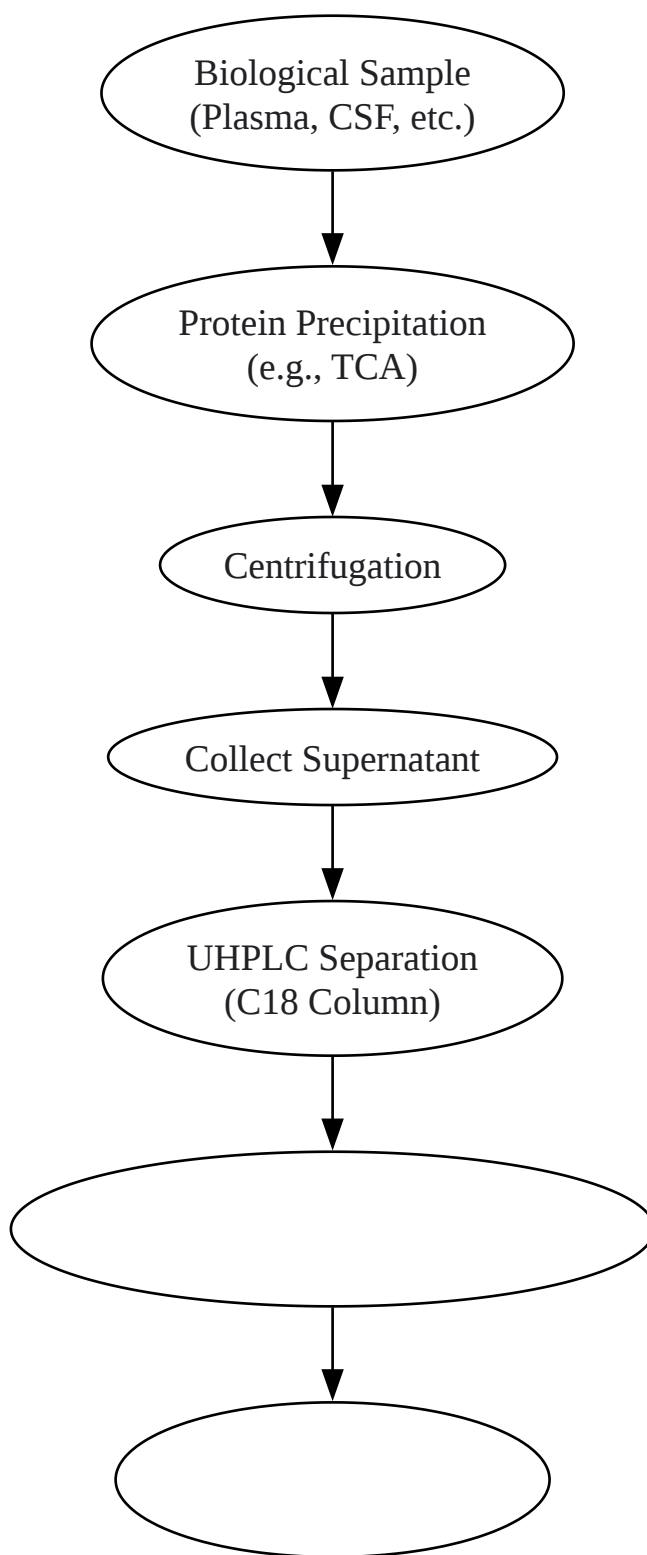 Biological Sample
(Plasma, CSF, etc.)
Protein Precipitation
(e.g., TCA)
Centrifugation
Collect Supernatant
UHPLC Separation
(C18 Column)